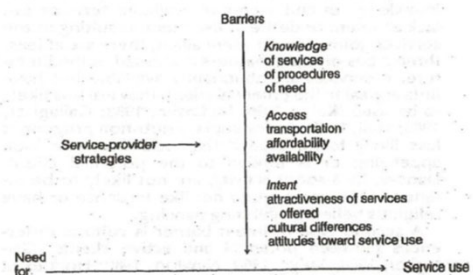 Barriers
Knowledge
of services
of procedures
of need
Access
transportation
affordability
availability
Service-provider
strategies
Intent
attractiveness of services
offered
cultural differences
attitudes toward service use
Need
for
Service use